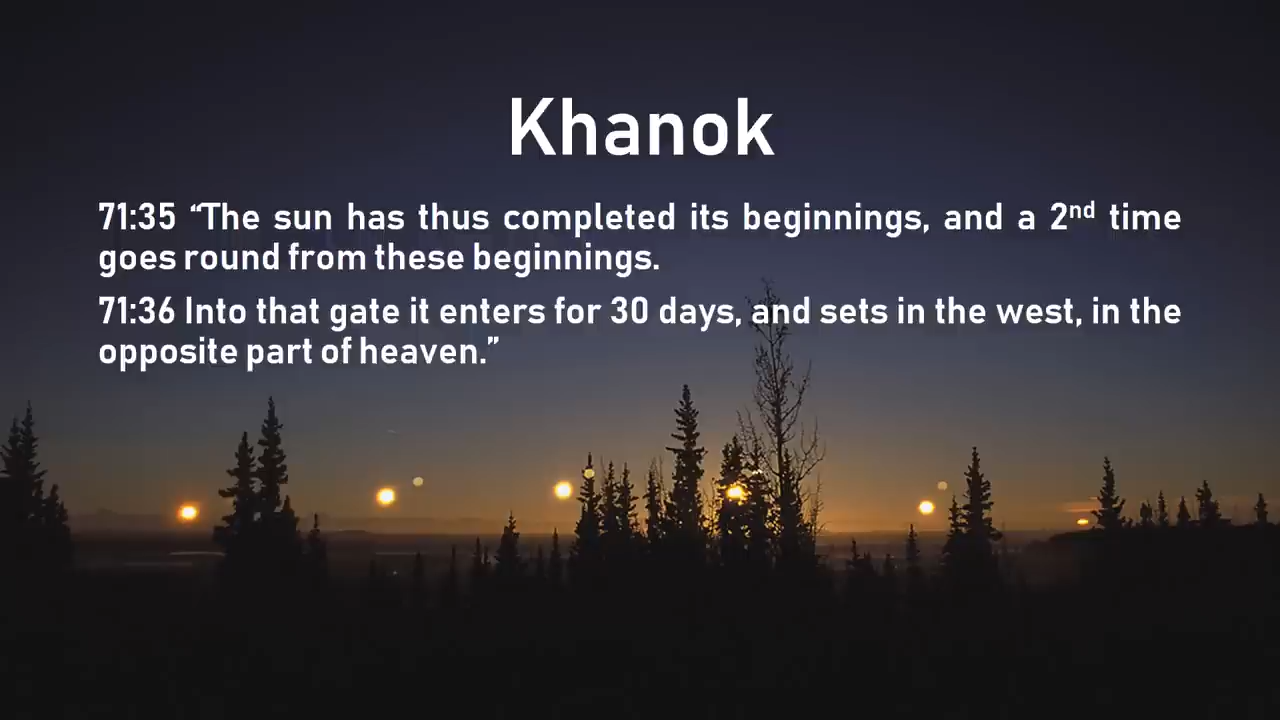 Khanok
71:35 “The sun has thus completed its beginnings, and a 2nd time
goes round from these beginnings.
71:36 Into that gate it enters for 30 days, and sets in the west, in the
opposite part of heaven.”